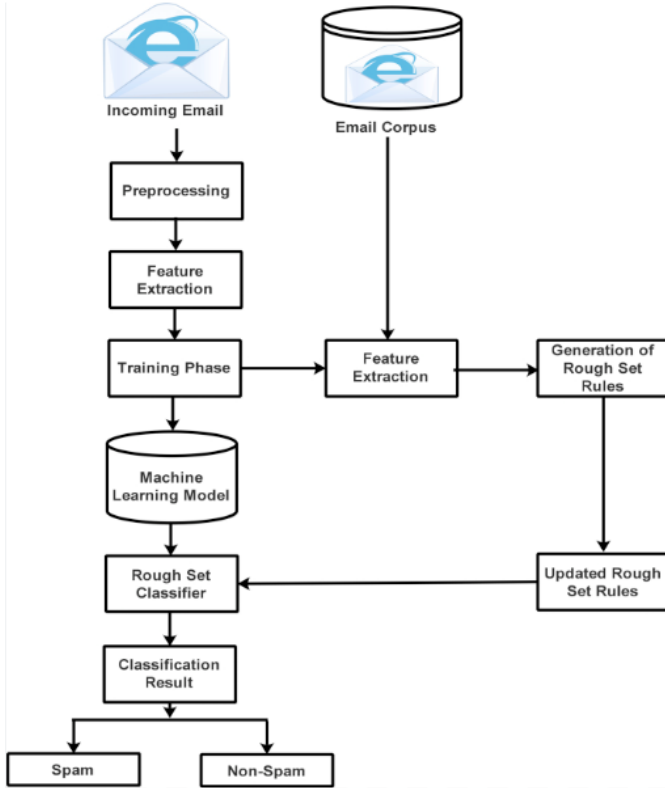 Incoming Email
Email Corpus
Preprocessing
Feature
Extraction
Training Phase
Feature
Extraction
Generation of
Rough Set
Rules
Machine
Learning Model
Rough Set
Classifier
Updated Rough
Set Rules
Classification
Result
Spam
Non-Spam